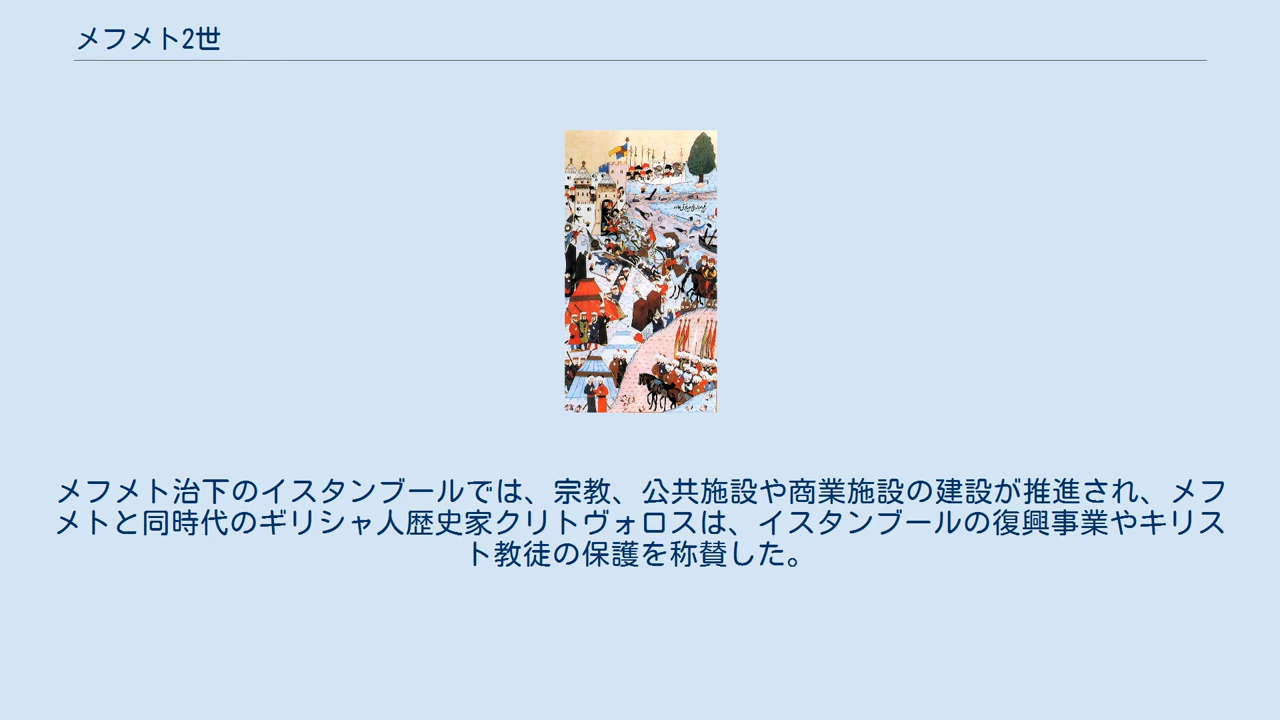 メフメト2世
メフメト治下のイスタンブールでは、宗教、公共施設や商業施設の建設が推進され、メフ
メトと同時代のギリシャ人歴史家クリトヴォロスは、イスタンブールの復興事業やキリス
ト教徒の保護を称賛した。